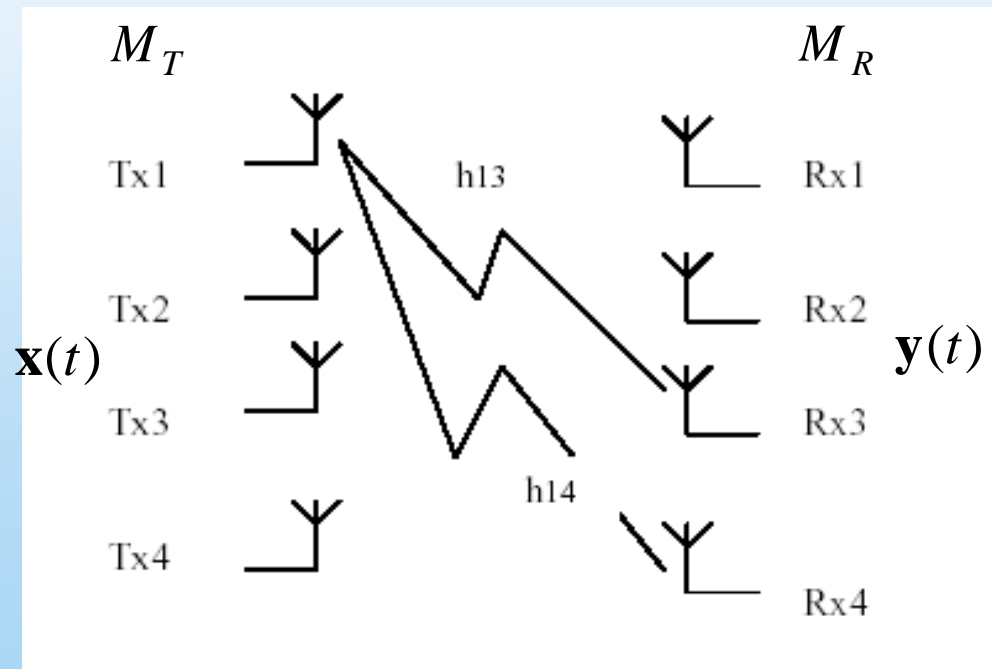 M_T M_R
Tx1 h13 Rx1
Tx2 Rx2
x(t) y(t)
Tx3 Rx3
h14
Tx4 Rx4